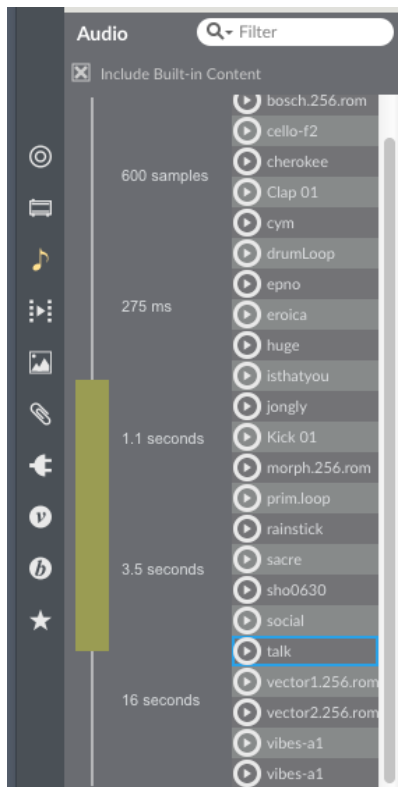 Audio
Filter
Include Built-in Content
600 samples
275 ms
1.1 seconds
3.5 seconds
16 seconds
bosch.256.rom
cello-f2
cherokee
Clap 01
cym
drumLoop
epno
eroica
huge
isthatyou
jongly
Kick 01
morph.256.rom
prim.loop
rainstick
sacre
sho0630
social
talk
vector1.256.rom
vector2.256.rom
vibes-a1
vibes-a1